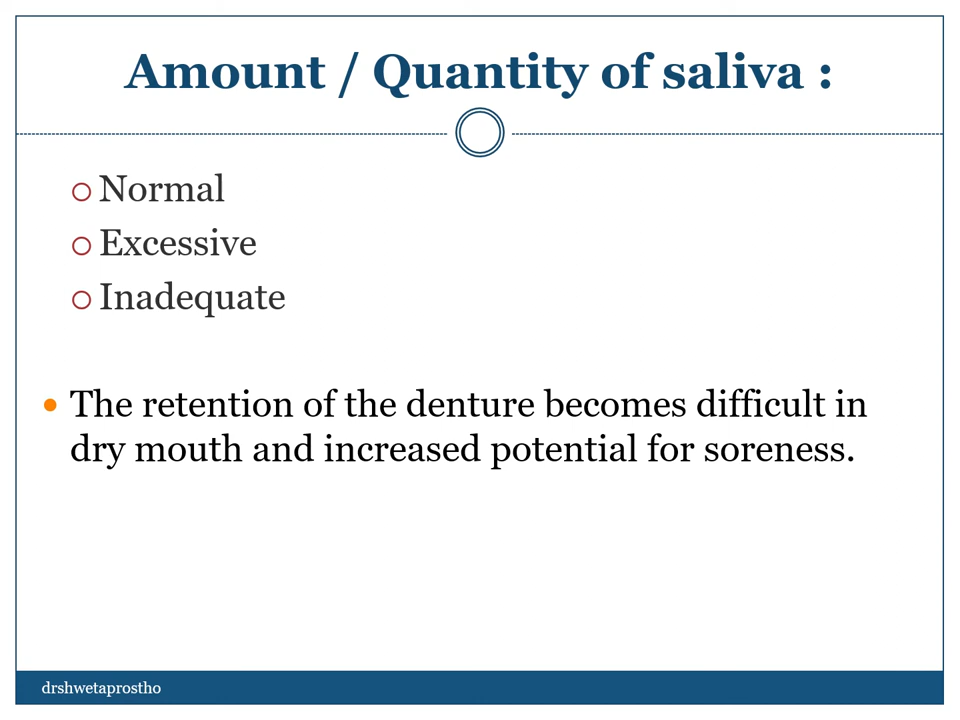 Amount / Quantity of saliva :
Normal
Excessive
Inadequate
The retention of the denture becomes difficult in
dry mouth and increased potential for soreness.
drshwetaprostho